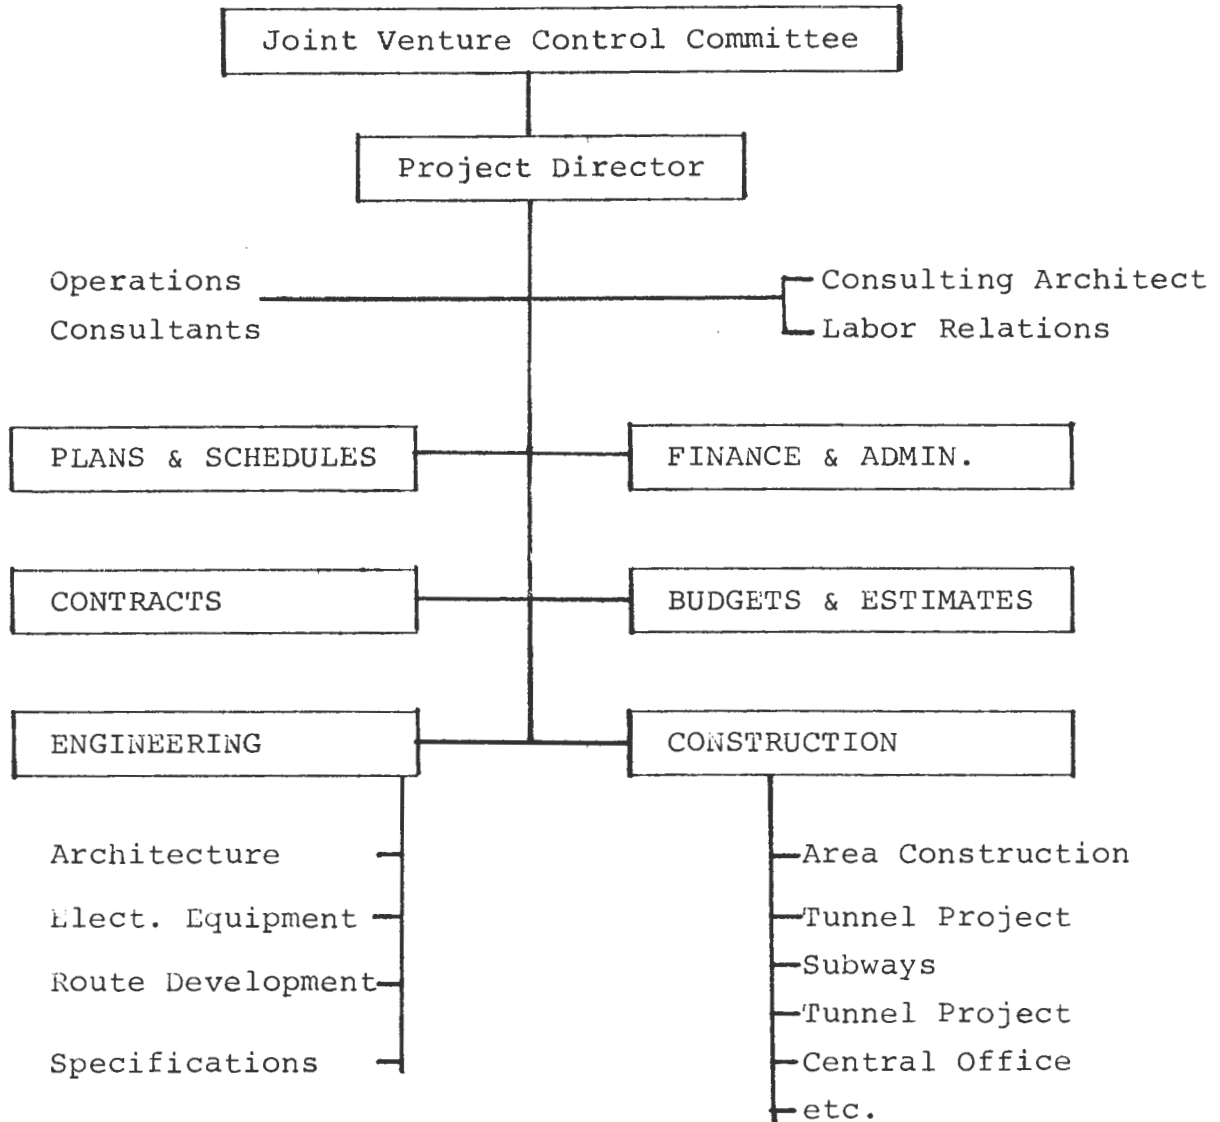 Joint Venture Control Committee
Project Director
Operations
Consultants
Consulting Architect
Labor Relations
PLANS & SCHEDULES
FINANCE & ADMIN.
CONTRACTS
BUDGETS & ESTIMATES
ENGINEERING
CONSTRUCTION
Architecture
Elect. Equipment
Route Development
Specifications
Area Construction
Tunnel Project
Subways
Tunnel Project
Central Office
etc.